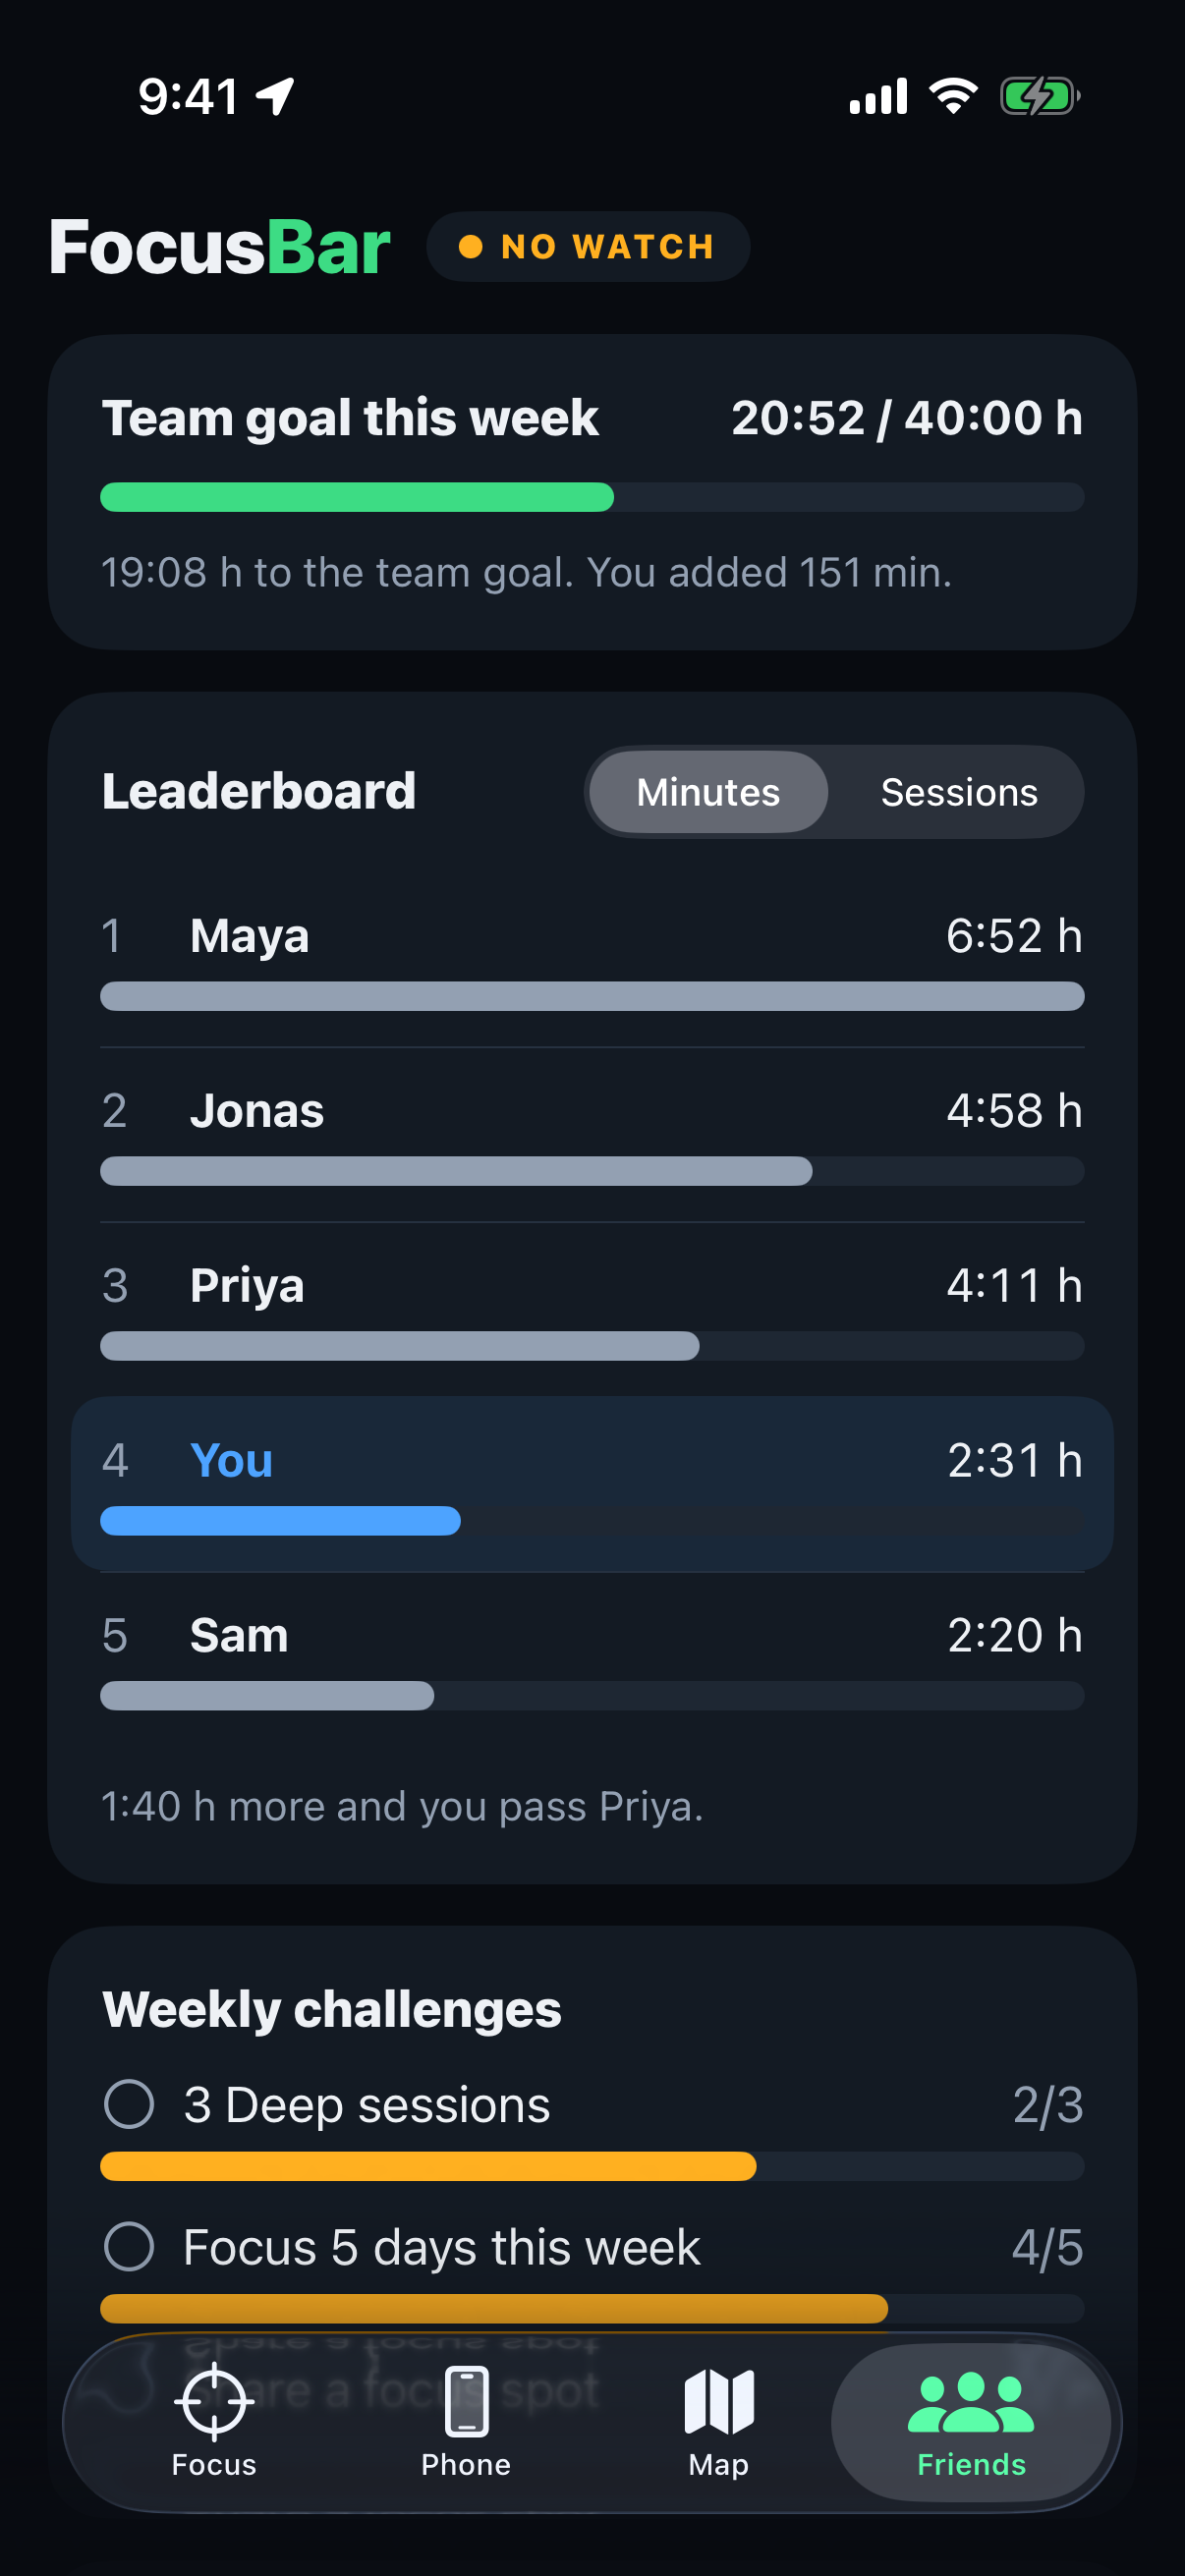 9:41
FocusBar
NO WATCH
Team goal this week 20:52 / 40:00 h
19:08 h to the team goal. You added 151 min.
Leaderboard Minutes Sessions
1 Maya 6:52 h
2 Jonas 4:58 h
3 Priya 4:11 h
4 You 2:31 h
5 Sam 2:20 h
1:40 h more and you pass Priya.
Weekly challenges
3 Deep sessions 2/3
Focus 5 days this week 4/5
Share a focus spot
Focus Phone Map Friends